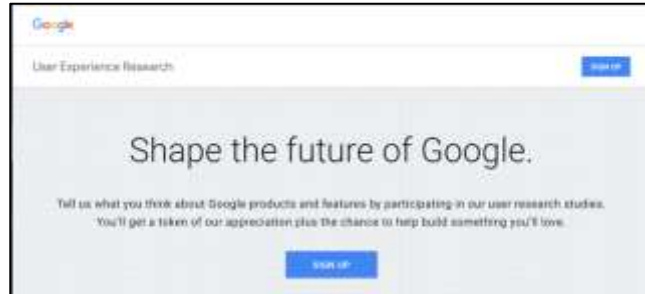 Google
User Experience Research
SIGN UP
Shape the future of Google.
Tell us what you think about Google products and features by participating in our user research studies.
You'll get a token of our appreciation plus the chance to help build something you'll love.
SIGN UP